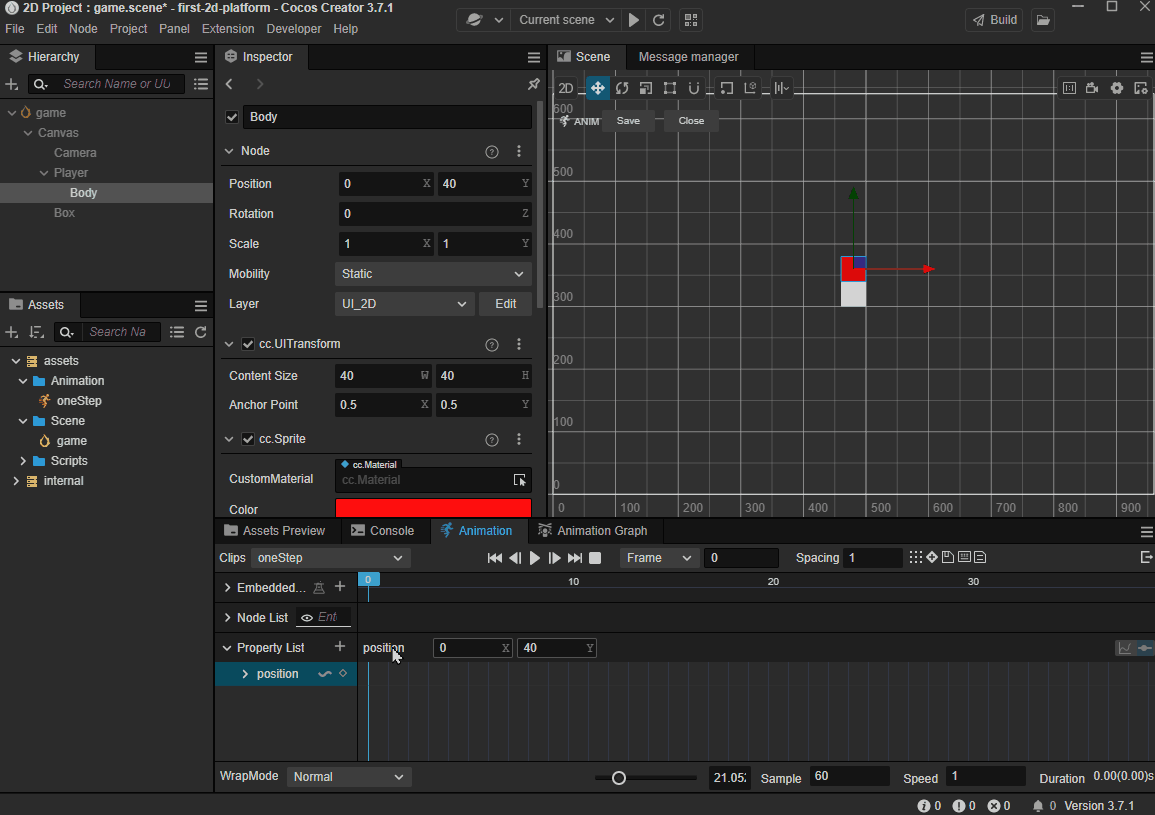 2D Project : game.scene* - first-2d-platform - Cocos Creator 3.7.1
File Edit Node Project Panel Extension Developer Help
Current scene
Build
Hierarchy
Search Name or UU
game
Canvas
Camera
Player
Body
Box
Assets
Search Na
assets
Animation
oneStep
Scene
game
Scripts
internal
Inspector
Body
Node
Position 0 X 40 Y
Rotation 0 Z
Scale 1 X 1 Y
Mobility Static
Layer UI_2D Edit
cc.UITransform
Content Size 40 W 40 H
Anchor Point 0.5 X 0.5 Y
cc.Sprite
cc.Material
CustomMaterial cc.Material
Color
Scene Message manager
2D
ANIM Save Close
600
500
400
300
200
100
0
0 100 200 300 400 500 600 700 800 900
Assets Preview Console Animation Animation Graph
Clips oneStep Frame 0 Spacing 1
Embedded... 0 10 20 30
Node List Ent
Property List position 0 X 40 Y
position
WrapMode Normal 21.05 Sample 60 Speed 1 Duration 0.00(0.00)s
0 0 0 0 Version 3.7.1